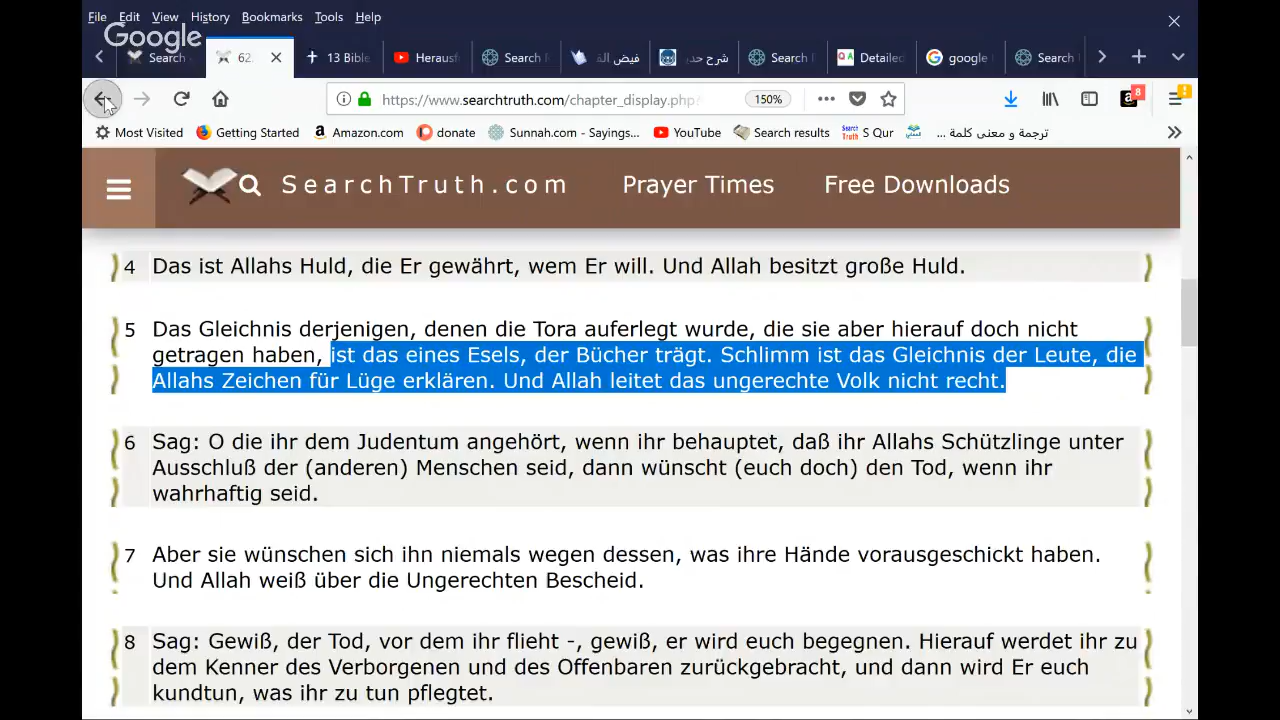 File Edit View History Bookmarks Tools Help
Google
Search
62.
13 Bible
Herausf
Search
فيض الة
شرح حدي
Search
Detailed
google
Search
https://www.searchtruth.com/chapter_display.php?
150%
8
Most Visited Getting Started Amazon.com donate Sunnah.com - Sayings,... YouTube Search results S Qur ترجمة و معنى كلمة ...
SearchTruth.com Prayer Times Free Downloads
4 Das ist Allahs Huld, die Er gewährt, wem Er will. Und Allah besitzt große Huld.
5 Das Gleichnis derjenigen, denen die Tora auferlegt wurde, die sie aber hierauf doch nicht
getragen haben, ist das eines Esels, der Bücher trägt. Schlimm ist das Gleichnis der Leute, die
Allahs Zeichen für Lüge erklären. Und Allah leitet das ungerechte Volk nicht recht.
6 Sag: O die ihr dem Judentum angehört, wenn ihr behauptet, daß ihr Allahs Schützlinge unter
Ausschluß der (anderen) Menschen seid, dann wünscht (euch doch) den Tod, wenn ihr
wahrhaftig seid.
7 Aber sie wünschen sich ihn niemals wegen dessen, was ihre Hände vorausgeschickt haben.
Und Allah weiß über die Ungerechten Bescheid.
8 Sag: Gewiß, der Tod, vor dem ihr flieht -, gewiß, er wird euch begegnen. Hierauf werdet ihr zu
dem Kenner des Verborgenen und des Offenbaren zurückgebracht, und dann wird Er euch
kundtun, was ihr zu tun pflegtet.